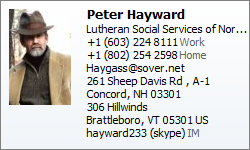 Peter Hayward
Lutheran Social Services of Nor...
+1 (603) 224 8111 Work
+1 (802) 254 2598 Home
Haygass@sover.net
261 Sheep Davis Rd , A-1
Concord, NH 03301
306 Hillwinds
Brattleboro, VT 05301 US
hayward233 (skype) IM